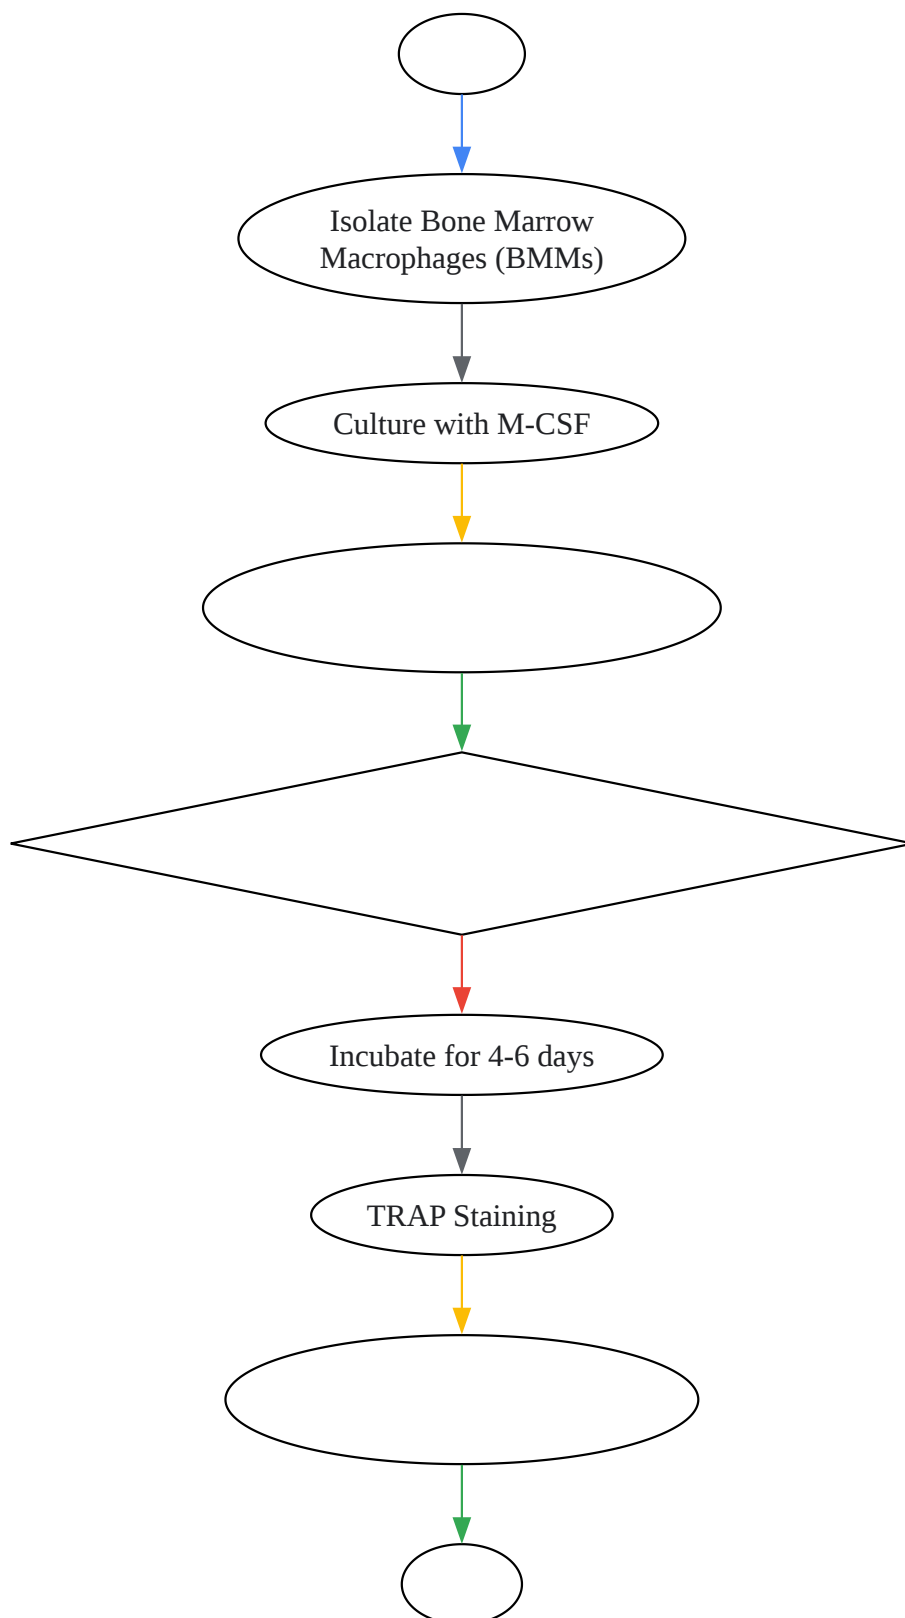 Isolate Bone Marrow
Macrophages (BMMs)
Culture with M-CSF
Incubate for 4-6 days
TRAP Staining